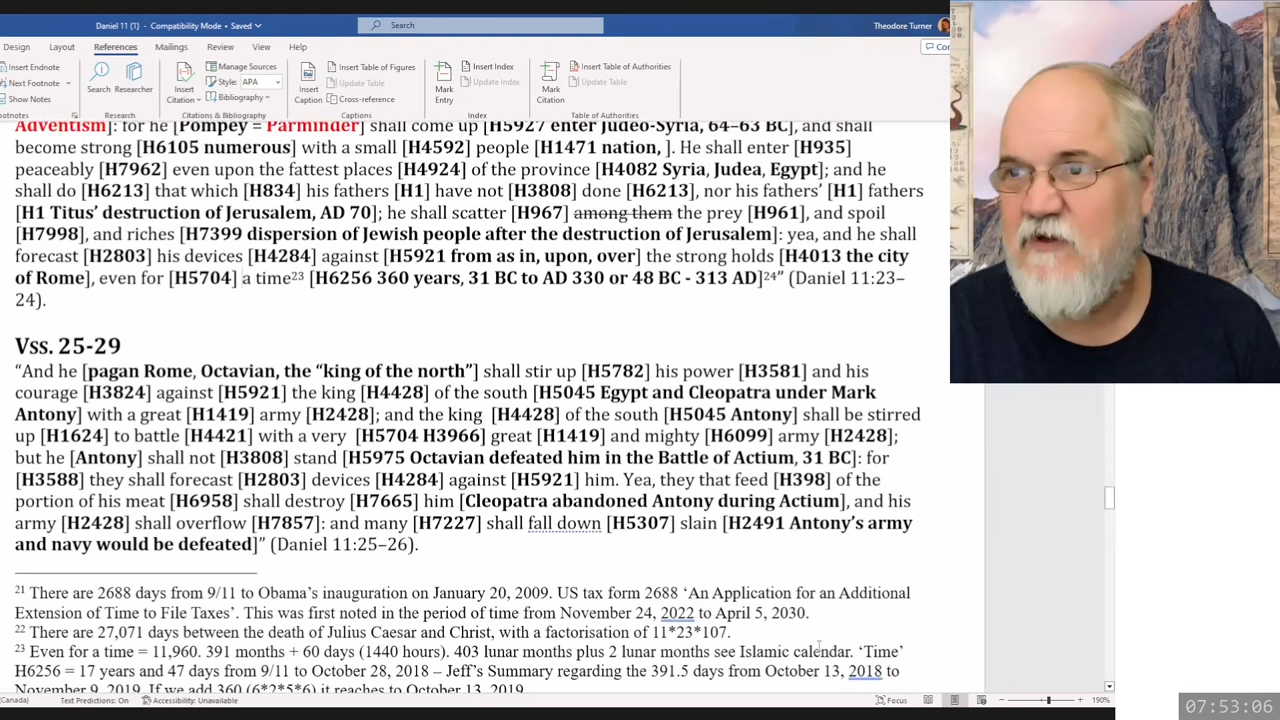 Daniel 11 (1) - Compatibility Mode • Saved
Search
Theodore Turner
Design Layout References Mailings Review View Help
Insert Endnote
Next Footnote
Show Notes
Search
Researcher
Research
Insert Citation
Manage Sources
Style: APA
Bibliography
Citations & Bibliography
Insert Caption
Insert Table of Figures
Update Table
Cross-reference
Captions
Mark Entry
Insert Index
Update Index
Index
Mark Citation
Insert Table of Authorities
Update Table
Table of Authorities
Adventism]: for he [Pompey = Parminder] shall come up [H5927 enter Judeo-Syria, 64–63 BC], and shall
become strong [H6105 numerous] with a small [H4592] people [H1471 nation, ]. He shall enter [H935]
peaceably [H7962] even upon the fattest places [H4924] of the province [H4082 Syria, Judea, Egypt]; and he
shall do [H6213] that which [H834] his fathers [H1] have not [H3808] done [H6213], nor his fathers’ [H1] fathers
[H1 Titus’ destruction of Jerusalem, AD 70]; he shall scatter [H967] among them the prey [H961], and spoil
[H7998], and riches [H7399 dispersion of Jewish people after the destruction of Jerusalem]: yea, and he shall
forecast [H2803] his devices [H4284] against [H5921 from as in, upon, over] the strong holds [H4013 the city
of Rome], even for [H5704] a time23 [H6256 360 years, 31 BC to AD 330 or 48 BC - 313 AD]24” (Daniel 11:23–
24).
Vss. 25-29
“And he [pagan Rome, Octavian, the “king of the north”] shall stir up [H5782] his power [H3581] and his
courage [H3824] against [H5921] the king [H4428] of the south [H5045 Egypt and Cleopatra under Mark
Antony] with a great [H1419] army [H2428]; and the king [H4428] of the south [H5045 Antony] shall be stirred
up [H1624] to battle [H4421] with a very [H5704 H3966] great [H1419] and mighty [H6099] army [H2428];
but he [Antony] shall not [H3808] stand [H5975 Octavian defeated him in the Battle of Actium, 31 BC]: for
[H3588] they shall forecast [H2803] devices [H4284] against [H5921] him. Yea, they that feed [H398] of the
portion of his meat [H6958] shall destroy [H7665] him [Cleopatra abandoned Antony during Actium], and his
army [H2428] shall overflow [H7857]: and many [H7227] shall fall down [H5307] slain [H2491 Antony’s army
and navy would be defeated]” (Daniel 11:25–26).
21 There are 2688 days from 9/11 to Obama’s inauguration on January 20, 2009. US tax form 2688 ‘An Application for an Additional
Extension of Time to File Taxes’. This was first noted in the period of time from November 24, 2022 to April 5, 2030.
22 There are 27,071 days between the death of Julius Caesar and Christ, with a factorisation of 11*23*107.
23 Even for a time = 11,960. 391 months + 60 days (1440 hours). 403 lunar months plus 2 lunar months see Islamic calendar. ‘Time’
H6256 = 17 years and 47 days from 9/11 to October 28, 2018 – Jeff’s Summary regarding the 391.5 days from October 13, 2018 to
November 9, 2019. If we add 360 (6*2*5*6) it reaches to October 13, 2019.
(Canada) Text Predictions: On Accessibility: Unavailable Focus 190%
07:53:06